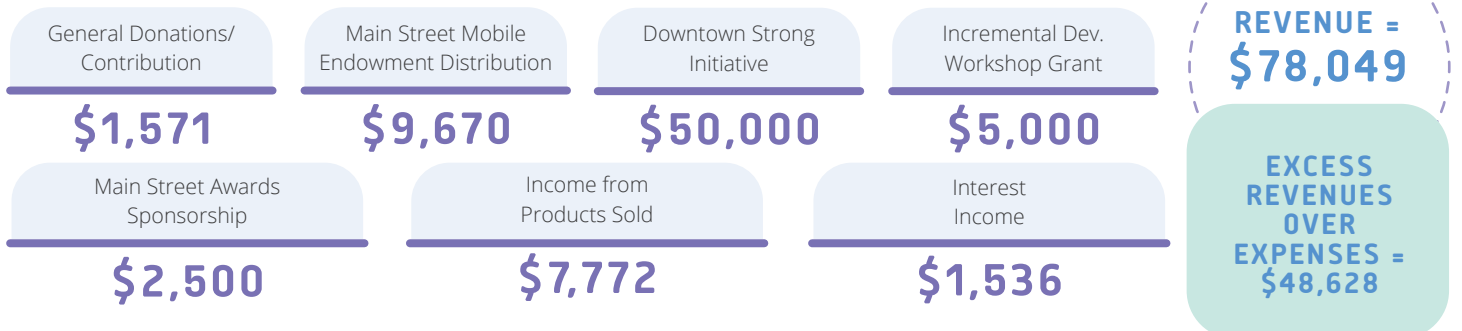 General Donations/
Contribution
$1,571
Main Street Mobile
Endowment Distribution
$9,670
Downtown Strong
Initiative
$50,000
Incremental Dev.
Workshop Grant
$5,000
Main Street Awards
Sponsorship
$2,500
Income from
Products Sold
$7,772
Interest
Income
$1,536
REVENUE =
$78,049
EXCESS
REVENUES
OVER
EXPENSES =
$48,628